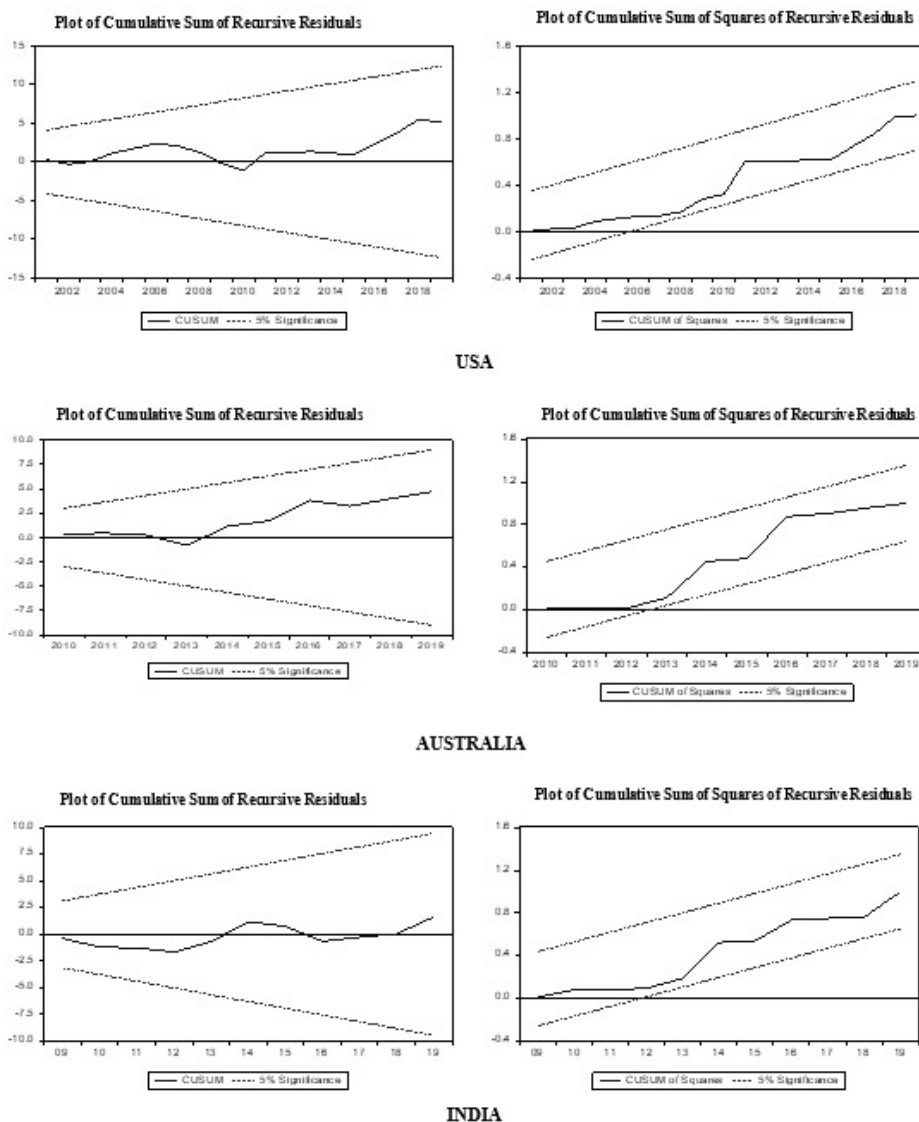 Plot of Cumulative Sum of Recursive Residuals
15
10
5
0
-5
-10
-15
2002 2004 2006 2010 2012 2014 2016 2018
CUSUM 5% Significance
Plot of Cumulative Sum of Squares of Recursive Residuals
1.6
1.2
0.8
0.4
0.0
-0.4
2002 2004 2006 2008 2010 2012 2014 2016 2018
CUSUM of Squares 5% Significance
USA
Plot of Cumulative Sum of Recursive Residuals
10.0
7.5
5.0
2.5
0.0
-2.5
-5.0
-7.5
-10.0
2010 2011 2012 2013 2014 2015 2016 2017 2018 2019
CUSUM 5% Significance
Plot of Cumulative Sum of Squares of Recursive Residuals
1.6
1.2
0.8
0.4
0.0
-0.4
2010 2011 2012 2013 2014 2015 2016 2017 2018 2019
CUSUM of Squares 5% Significance
AUSTRALIA
Plot of Cumulative Sum of Recursive Residuals
10.0
7.5
5.0
2.5
0.0
-2.5
-5.0
-7.5
-10.0
09 10 11 12 13 14 15 16 17 18 19
CUSUM 5% Significance
Plot of Cumulative Sum of Squares of Recursive Residuals
1.6
1.2
0.8
0.4
0.0
-0.4
09 10 11 12 13 14 15 16 17 18 19
CUSUM of Squares 5% Significance
INDIA